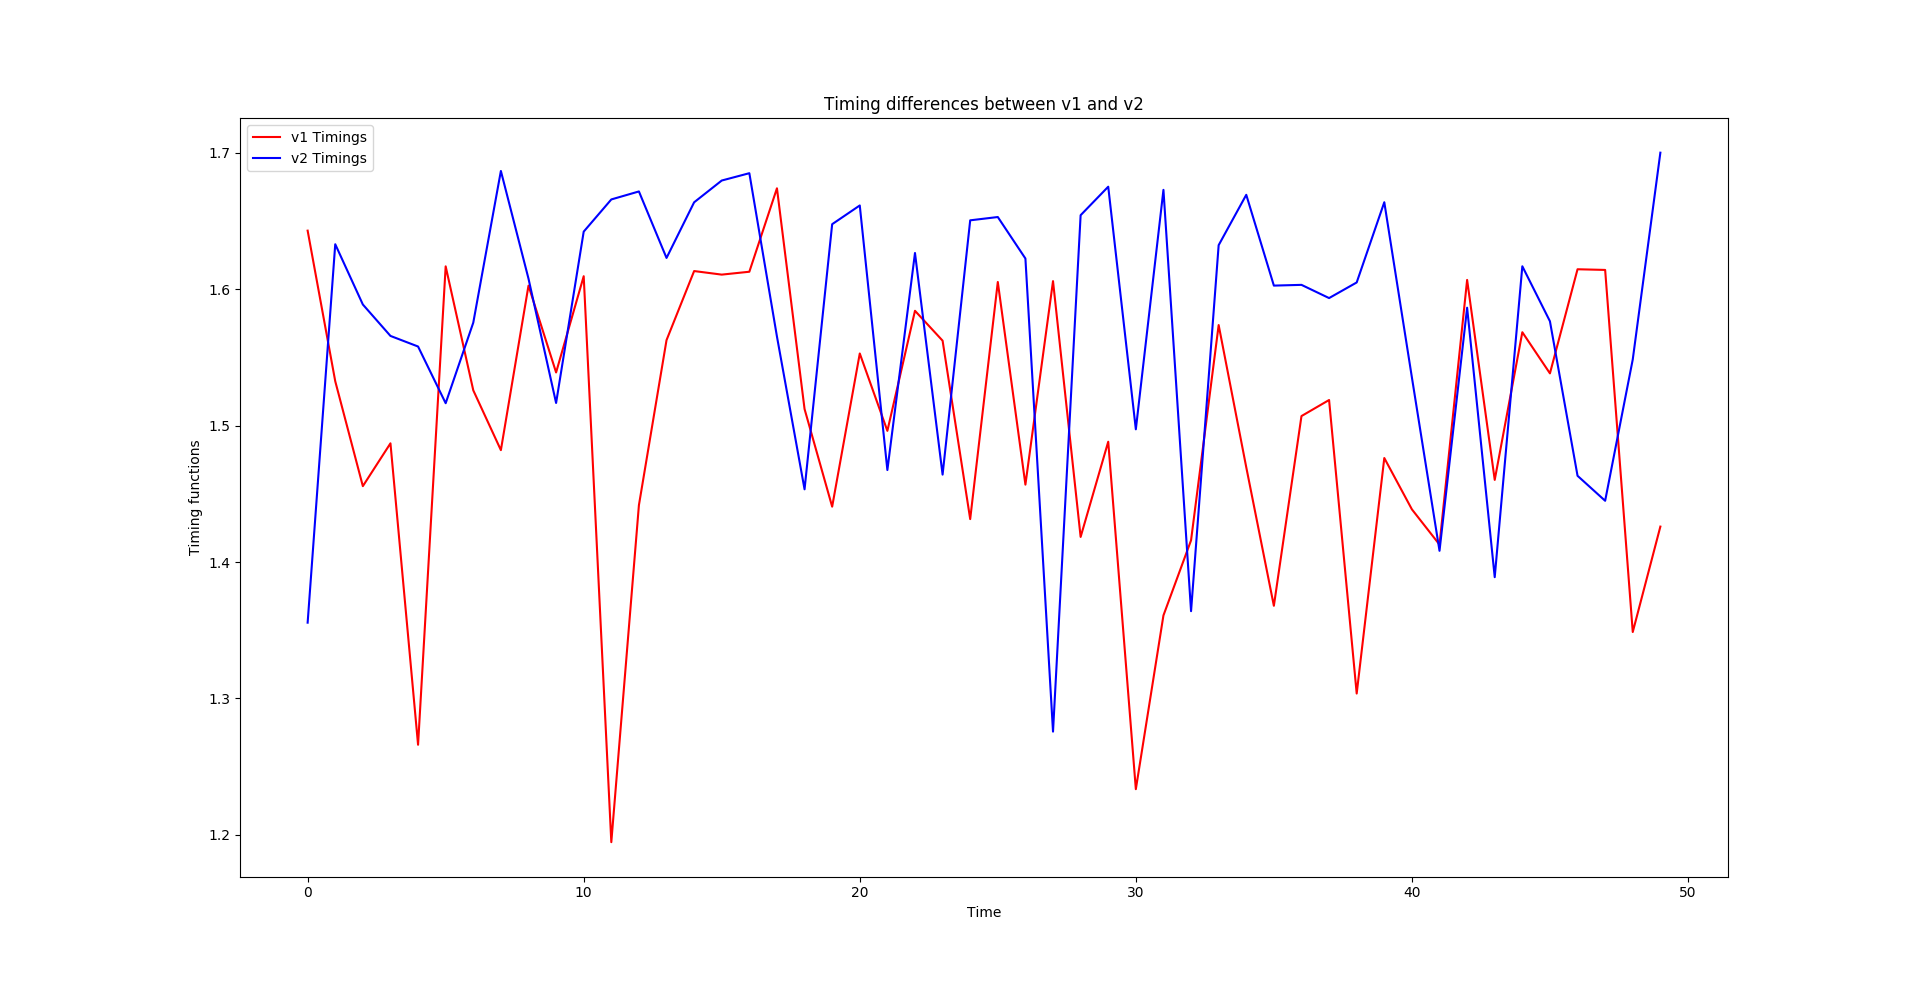 Timing differences between v1 and v2
v1 Timings
v2 Timings
1.7
1.6
1.5
1.4
1.3
1.2
Timing functions
0 10 20 30 40 50
Time